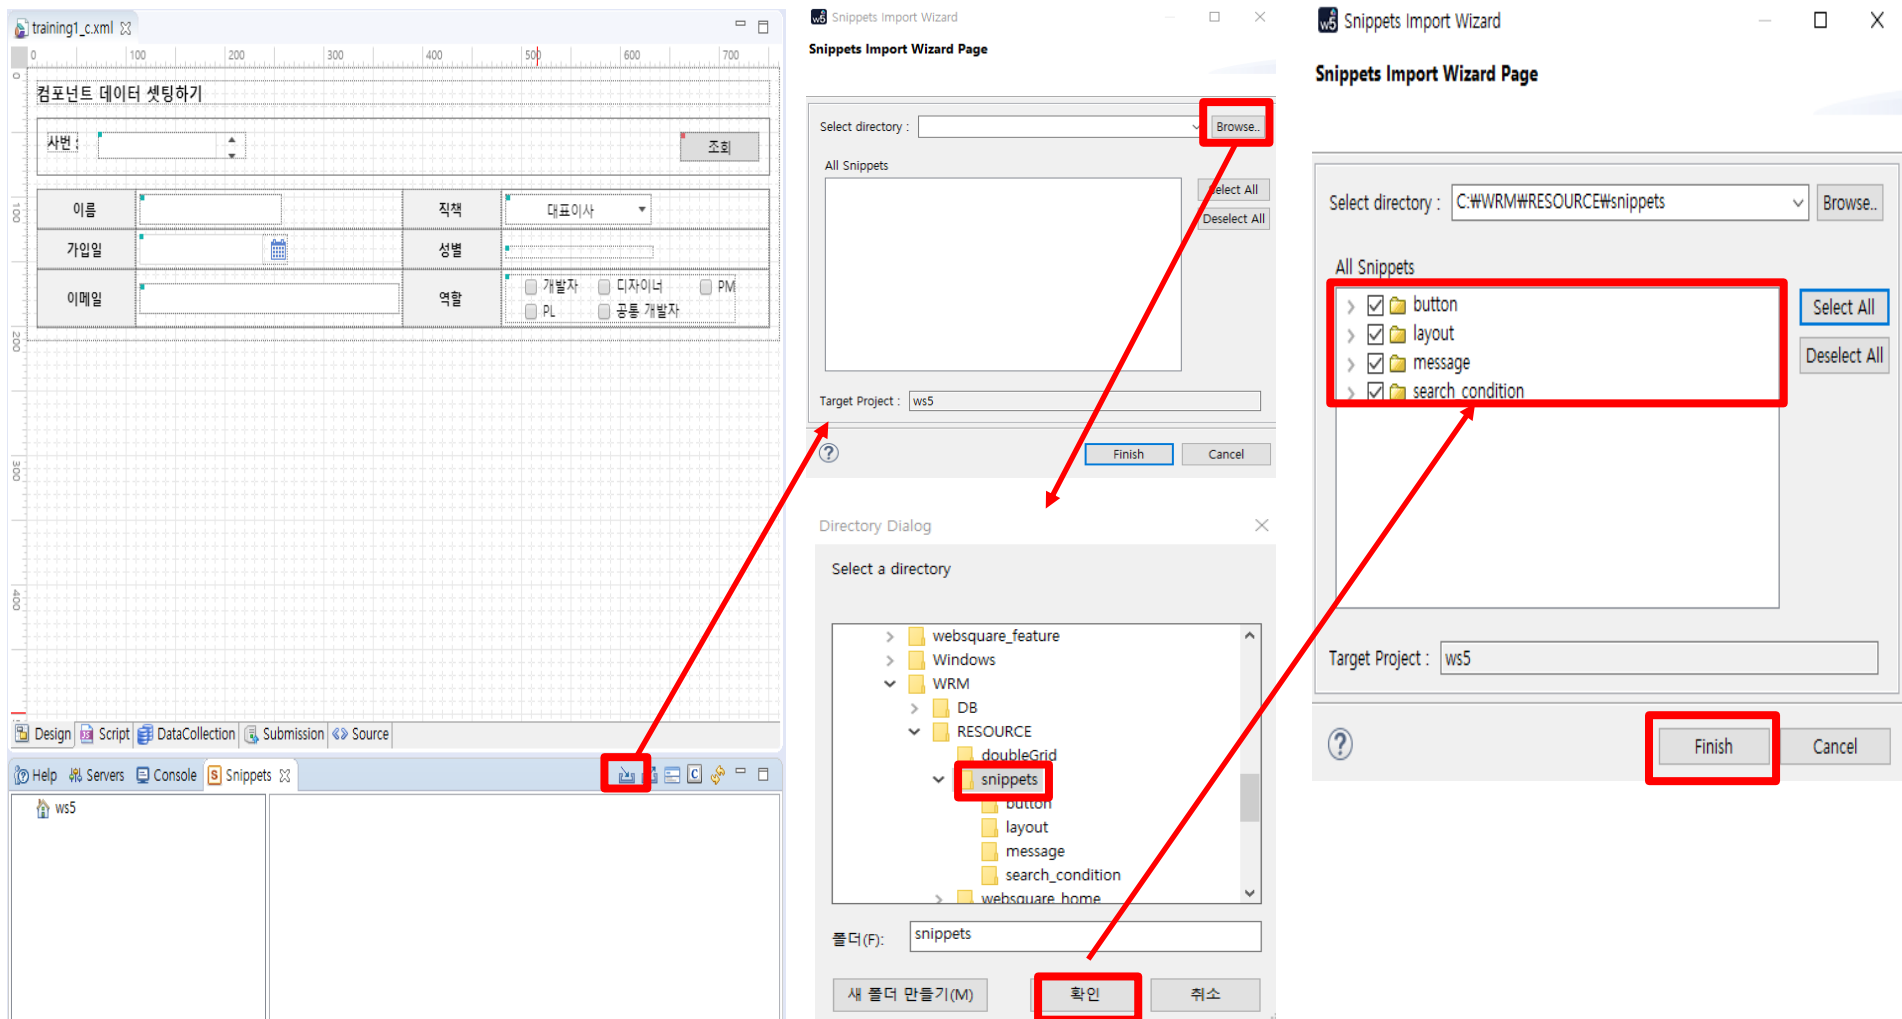 training1_c.xml
0 100 200 300 400 500 600 700
0
100
200
300
400
컴포넌트 데이터 셋팅하기
사번 :
조회
이름
직책
대표이사
가입일
성별
이메일
역할
개발자
디자이너
PM
PL
공통 개발자
Design Script DataCollection Submission Source
Help Servers Console Snippets
ws5
Snippets Import Wizard
Snippets Import Wizard Page
Select directory :
Browse..
All Snippets
Select All
Deselect All
Target Project :
ws5
Finish
Cancel
Directory Dialog
Select a directory
websquare_feature
Windows
WRM
DB
RESOURCE
doubleGrid
snippets
button
layout
message
search_condition
websquare_home
폴더(F):
snippets
새 폴더 만들기(M)
확인
취소
Snippets Import Wizard
Snippets Import Wizard Page
Select directory :
C:₩WRM₩RESOURCE₩snippets
Browse..
All Snippets
button
layout
message
search_condition
Select All
Deselect All
Target Project :
ws5
Finish
Cancel